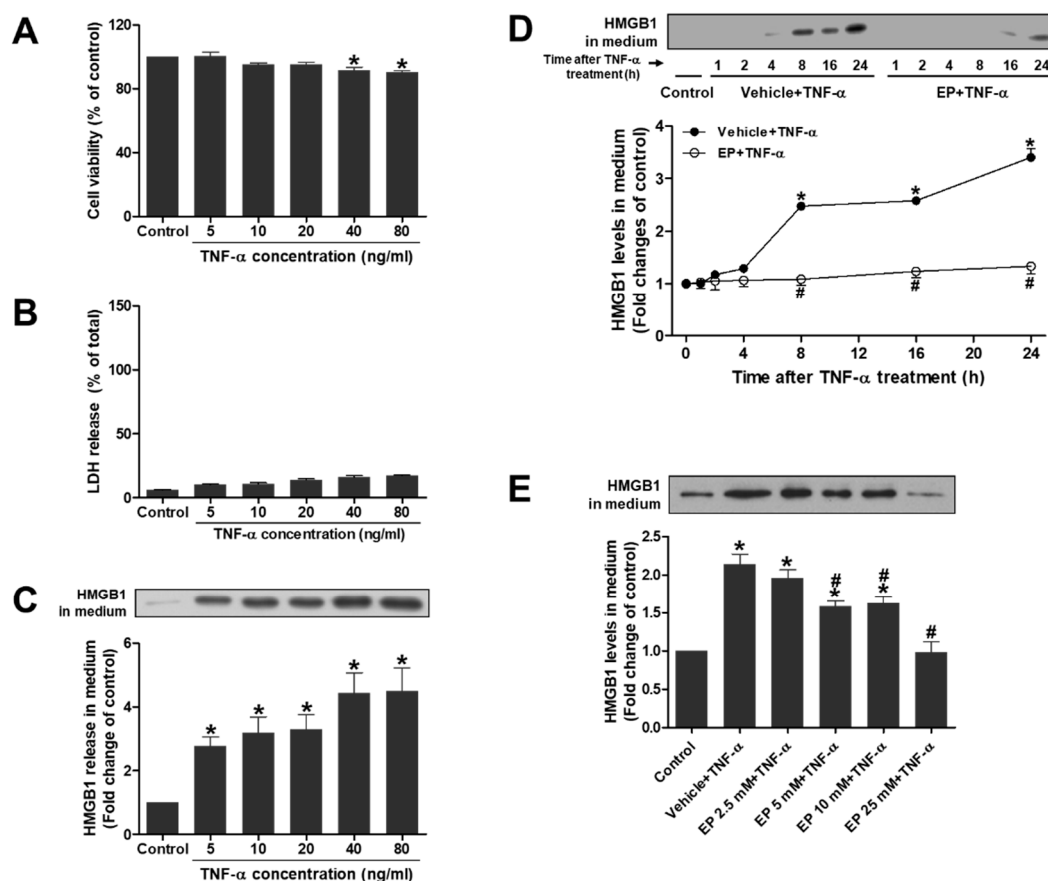 A
Cell viability (% of control)
120
80
40
0
Control 5 10 20 40 80
* *
TNF-α concentration (ng/ml)
B
LDH release (% of total)
150
100
50
0
Control 5 10 20 40 80
TNF-α concentration (ng/ml)
C
HMGB1
in medium
HMGB1 release in medium
(Fold change of control)
6
4
2
0
* * * * *
Control 5 10 20 40 80
TNF-α concentration (ng/ml)
D
HMGB1
in medium
Time after TNF-α
treatment (h)
1 2 4 8 16 24 1 2 4 8 16 24
Control Vehicle+TNF-α EP+TNF-α
HMGB1 levels in medium
(Fold changes of control)
Vehicle+TNF-α
EP+TNF-α
4
3
2
1
0
* * *
# # #
0 4 8 12 16 20 24
Time after TNF-α treatment (h)
E
HMGB1
in medium
HMGB1 levels in medium
(Fold change of control)
2.5
2.0
1.5
1.0
0.5
0.0
* *
# # #
* *
Control
Vehicle+TNF-α
EP 2.5 mM+TNF-α
EP 5 mM+TNF-α
EP 10 mM+TNF-α
EP 25 mM+TNF-α